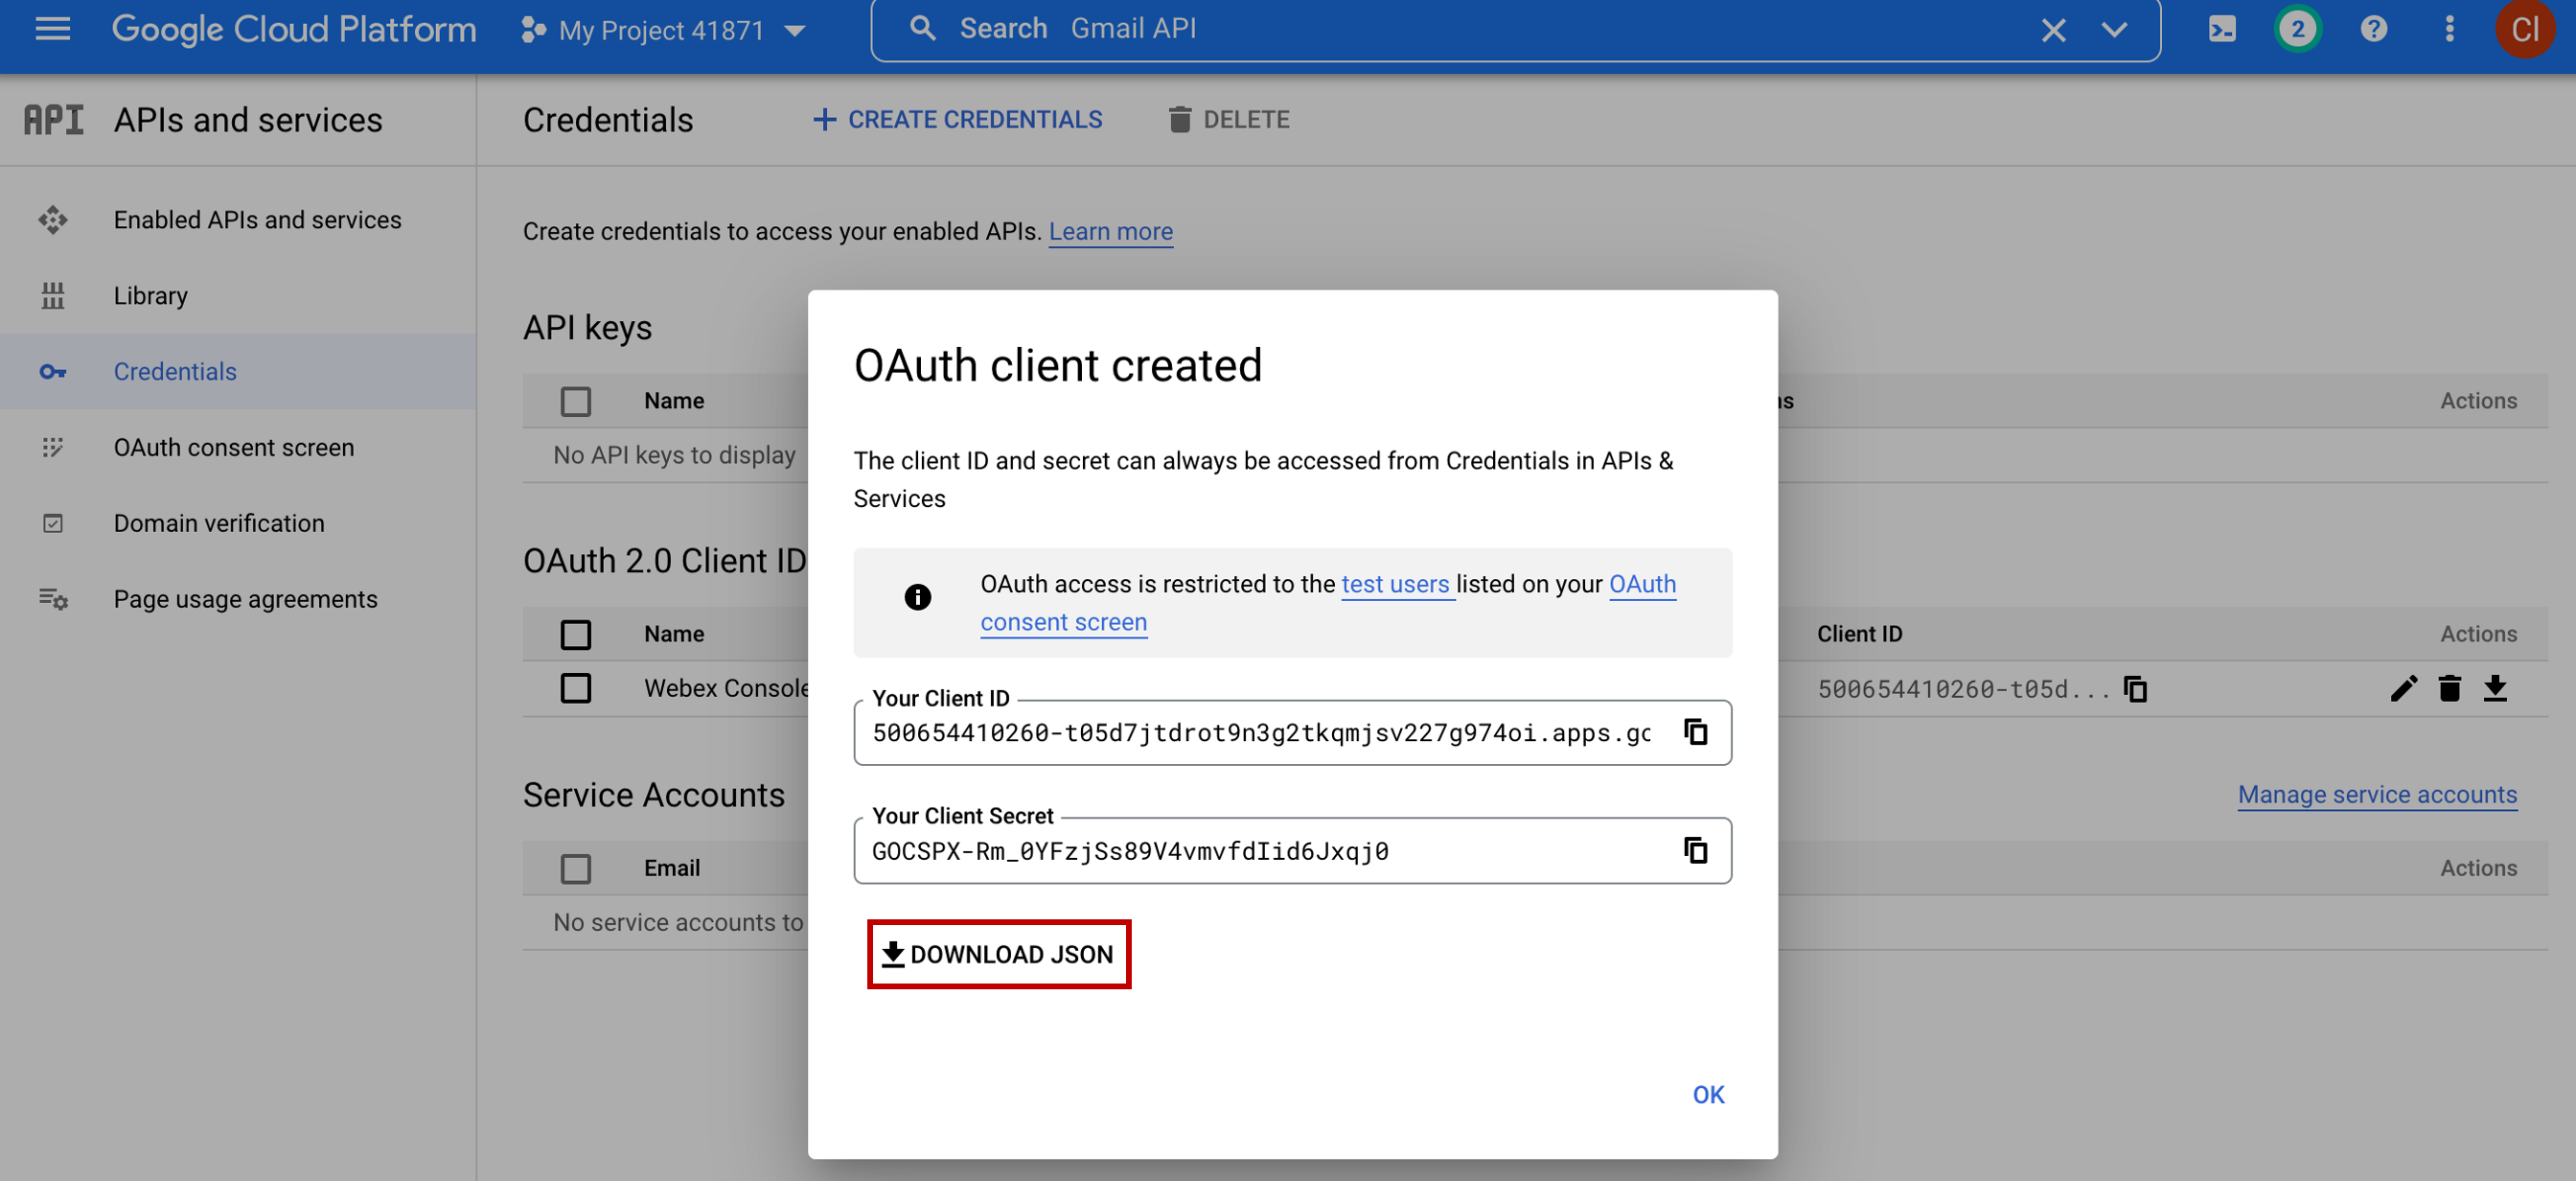 Google Cloud Platform
My Project 41871
Search Gmail API
2
Cl
API APIs and services
Credentials
CREATE CREDENTIALS
DELETE
Enabled APIs and services
Library
Credentials
OAuth consent screen
Domain verification
Page usage agreements
Create credentials to access your enabled APIs. Learn more
API keys
Name
Actions
No API keys to display
OAuth 2.0 Client ID
Name
Client ID
Actions
Webex Console
500654410260-t05d...
Service Accounts
Manage service accounts
Email
Actions
No service accounts to
OAuth client created
The client ID and secret can always be accessed from Credentials in APIs &
Services
OAuth access is restricted to the test users listed on your OAuth
consent screen
Your Client ID
500654410260-t05d7jtdrot9n3g2tkqmjsv227g974oi.apps.go
Your Client Secret
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
DOWNLOAD JSON
OK